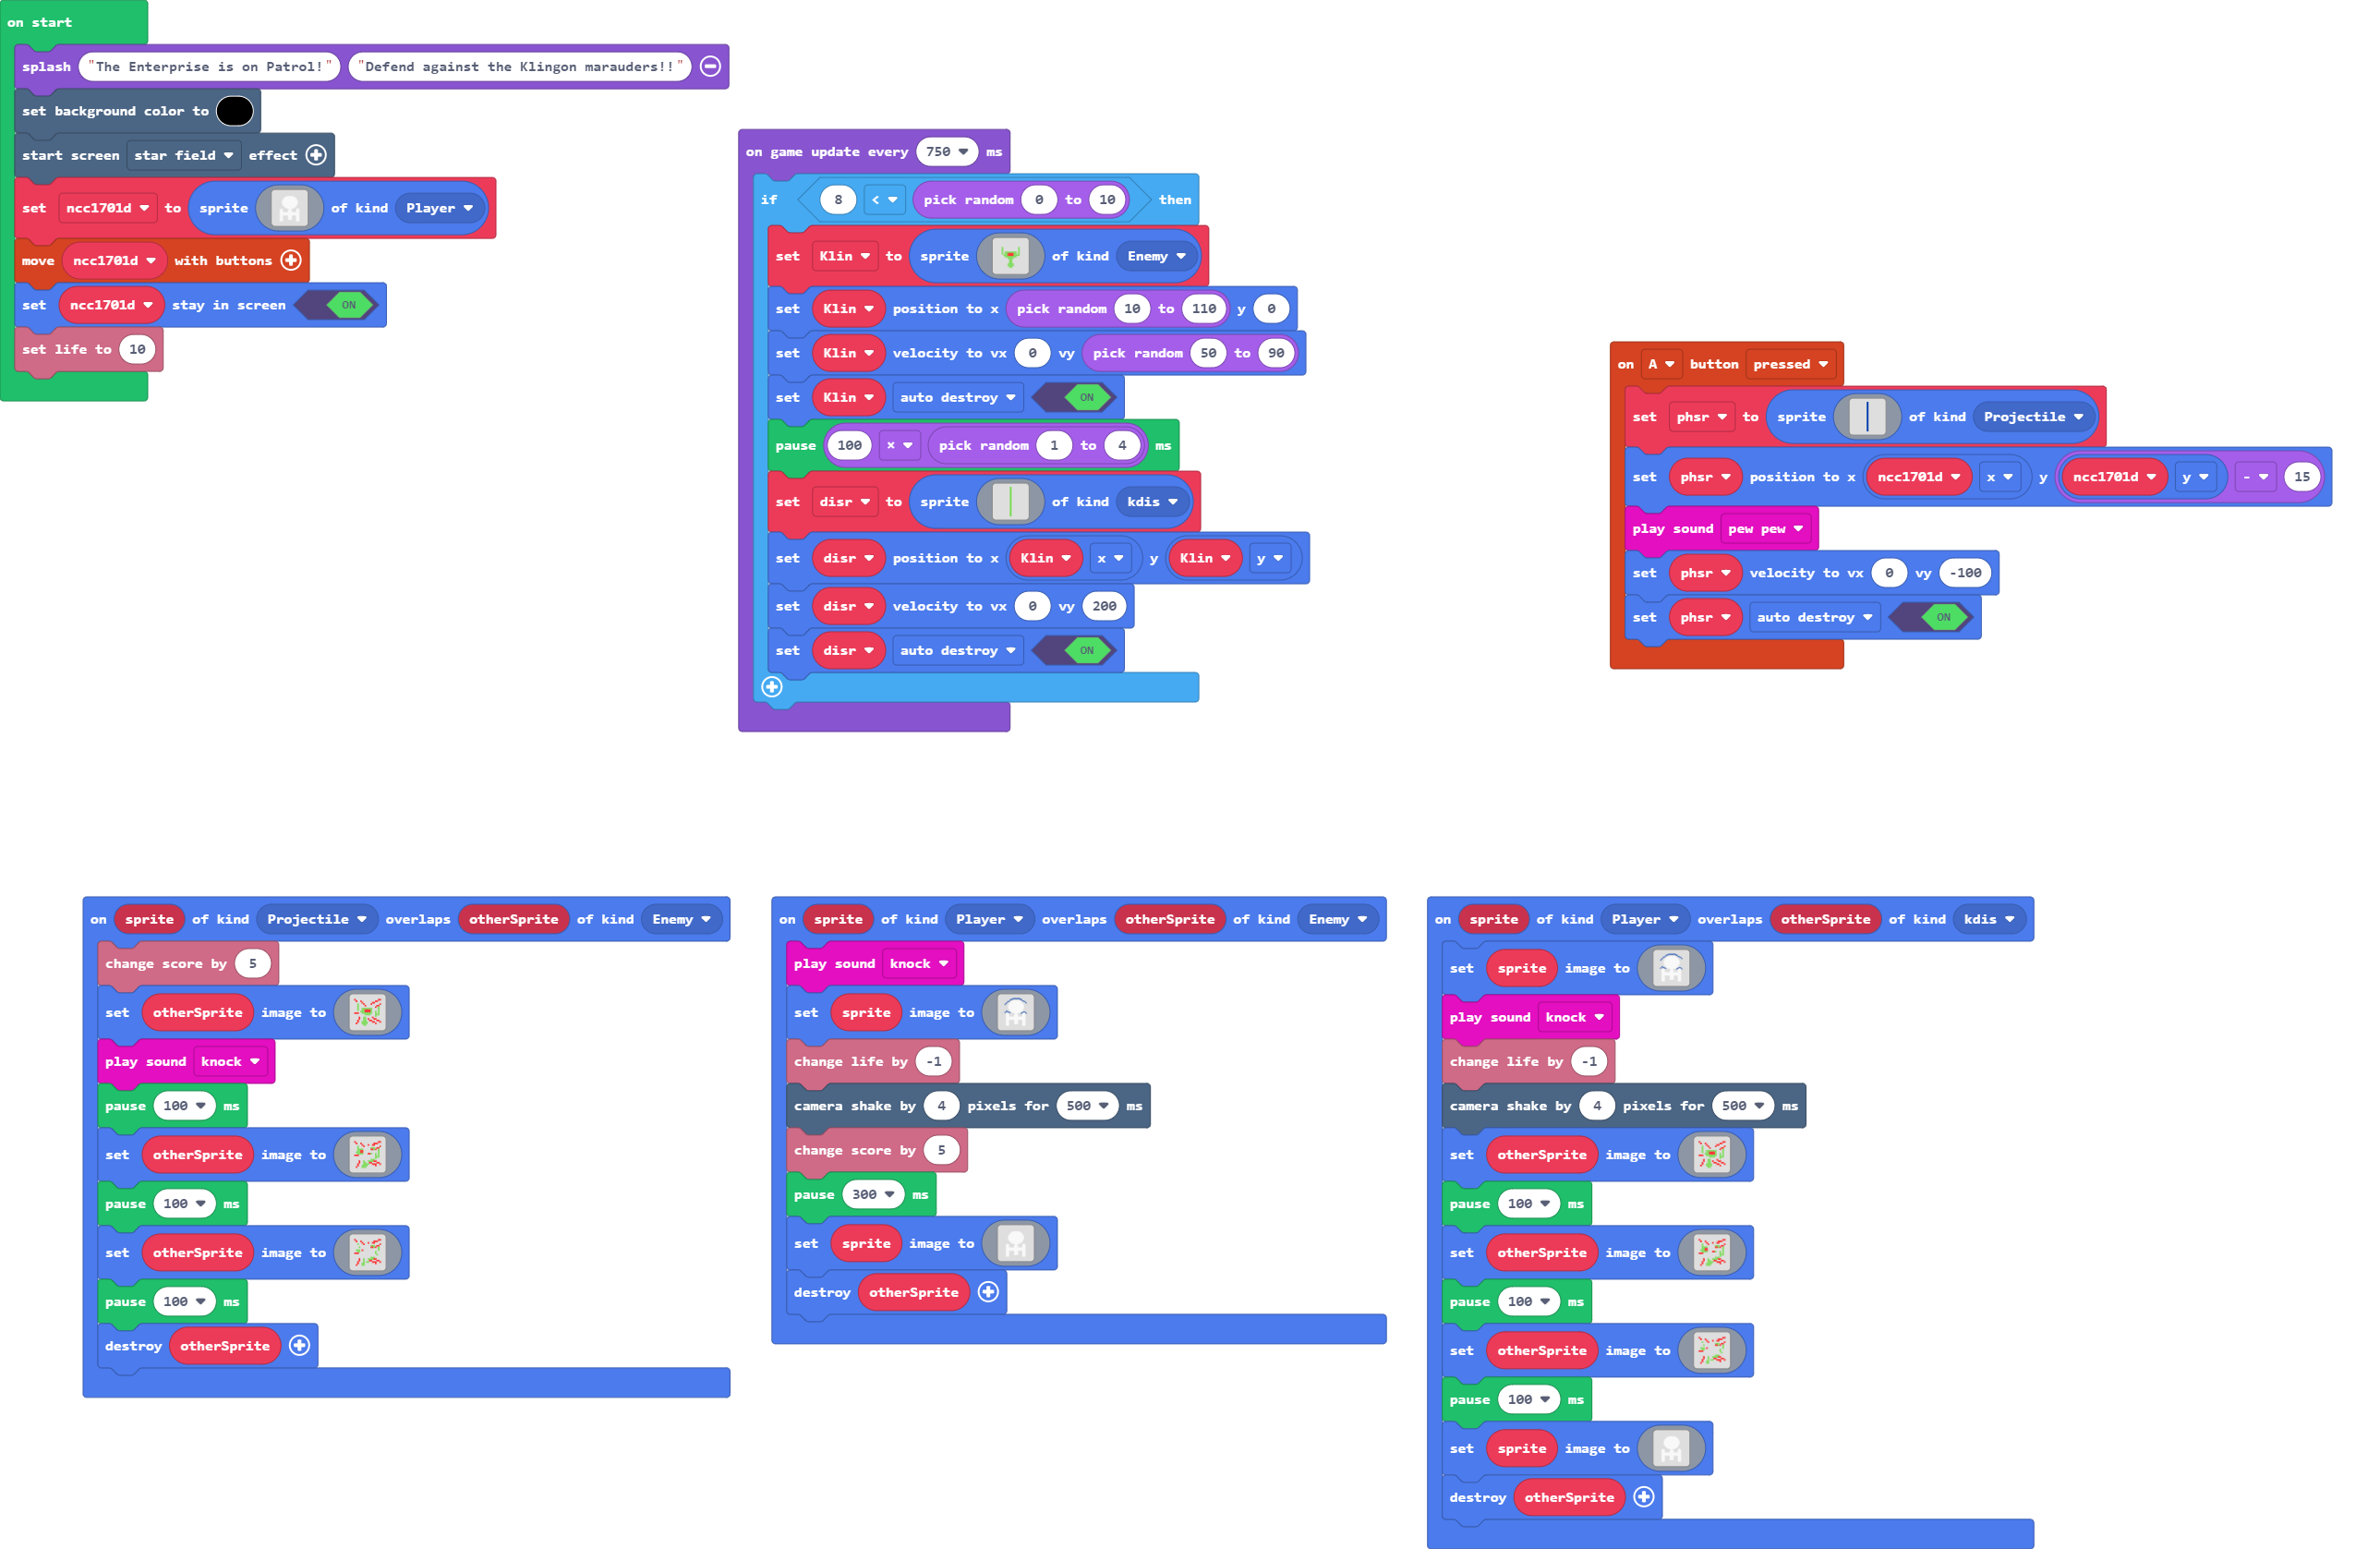 on start
splash "The Enterprise is on Patrol!" "Defend against the Klingon marauders!!"
set background color to
start screen star field effect
set ncc1701d to sprite of kind Player
move ncc1701d with buttons
set ncc1701d stay in screen ON
set life to 10
on game update every 750 ms
if 8 < pick random 0 to 10 then
set Klin to sprite of kind Enemy
set Klin position to x pick random 10 to 110 y 0
set Klin velocity to vx 0 vy pick random 50 to 90
set Klin auto destroy ON
pause 100 × pick random 1 to 4 ms
set disr to sprite of kind kdis
set disr position to x Klin x y Klin y
set disr velocity to vx 0 vy 200
set disr auto destroy ON
on A button pressed
set phsr to sprite of kind Projectile
set phsr position to x ncc1701d x y ncc1701d y - 15
play sound pew pew
set phsr velocity to vx 0 vy -100
set phsr auto destroy ON
on sprite of kind Projectile overlaps otherSprite of kind Enemy
change score by 5
set otherSprite image to
play sound knock
pause 100 ms
set otherSprite image to
pause 100 ms
set otherSprite image to
pause 100 ms
destroy otherSprite
on sprite of kind Player overlaps otherSprite of kind Enemy
play sound knock
set sprite image to
change life by -1
camera shake by 4 pixels for 500 ms
change score by 5
pause 300 ms
set sprite image to
destroy otherSprite
on sprite of kind Player overlaps otherSprite of kind kdis
set sprite image to
play sound knock
change life by -1
camera shake by 4 pixels for 500 ms
set otherSprite image to
pause 100 ms
set otherSprite image to
pause 100 ms
set otherSprite image to
pause 100 ms
set sprite image to
destroy otherSprite